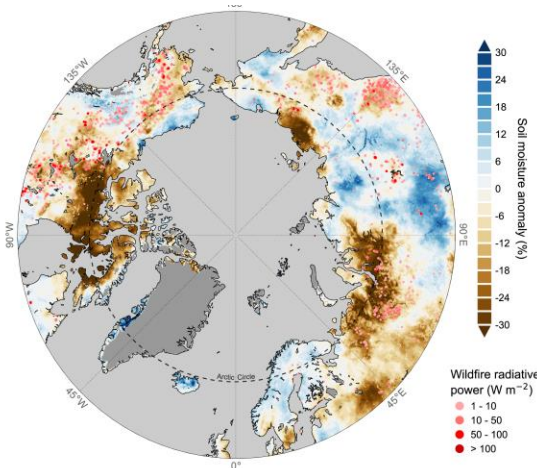 135°W
135°E
90°W
90°E
45°W
45°E
0°
Arctic Circle
30
24
18
12
6
0
-6
-12
-18
-24
-30
Soil moisture anomaly (%)
Wildfire radiative
power (W m⁻²)
1 - 10
10 - 50
50 - 100
> 100